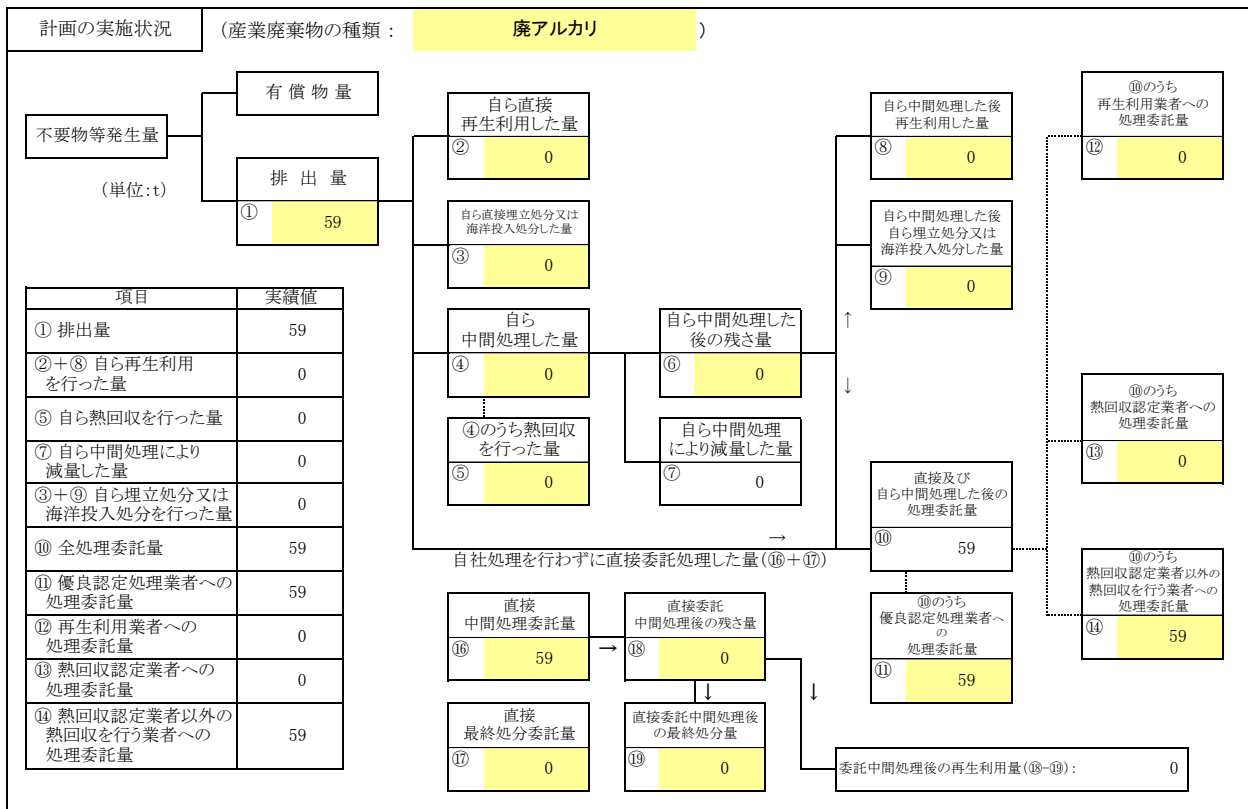 計画の実施状況
(産業廃棄物の種類： 廃アルカリ )
不要物等発生量
(単位:t)
有償物量
排出量
①
59
自ら直接
再生利用した量
②
0
自ら直接埋立処分又は
海洋投入処分した量
③
0
自ら
中間処理した量
④
0
④のうち熱回収
を行った量
⑤
0
自ら中間処理した
後の残さ量
⑥
0
自ら中間処理
により減量した量
⑦
0
自ら中間処理した後
再生利用した量
⑧
0
自ら中間処理した後
自ら埋立処分又は
海洋投入処分した量
⑨
0
↑
↓
直接及び
自ら中間処理した後の
処理委託量
⑩
59
⑩のうち
再生利用業者への
処理委託量
⑫
0
⑩のうち
熱回収認定業者への
処理委託量
⑬
0
⑩のうち
熱回収認定業者以外の
熱回収を行う業者への
処理委託量
⑭
59
⑩のうち
優良認定処理業者へ
の
処理委託量
⑪
59
→
自社処理を行わずに直接委託処理した量(⑯+⑰)
直接
中間処理委託量
⑯
59
→
直接委託
中間処理後の残さ量
⑱
0
↓
↓
直接
最終処分委託量
⑰
0
直接委託中間処理後
の最終処分量
⑲
0
委託中間処理後の再生利用量(⑱-⑲)： 0
項目 実績値
① 排出量 59
②+⑧ 自ら再生利用
を行った量 0
⑤ 自ら熱回収を行った量 0
⑦ 自ら中間処理により
減量した量 0
③+⑨ 自ら埋立処分又は
海洋投入処分を行った量 0
⑩ 全処理委託量 59
⑪ 優良認定処理業者への
処理委託量 59
⑫ 再生利用業者への
処理委託量 0
⑬ 熱回収認定業者への
処理委託量 0
⑭ 熱回収認定業者以外の
熱回収を行う業者への
処理委託量 59